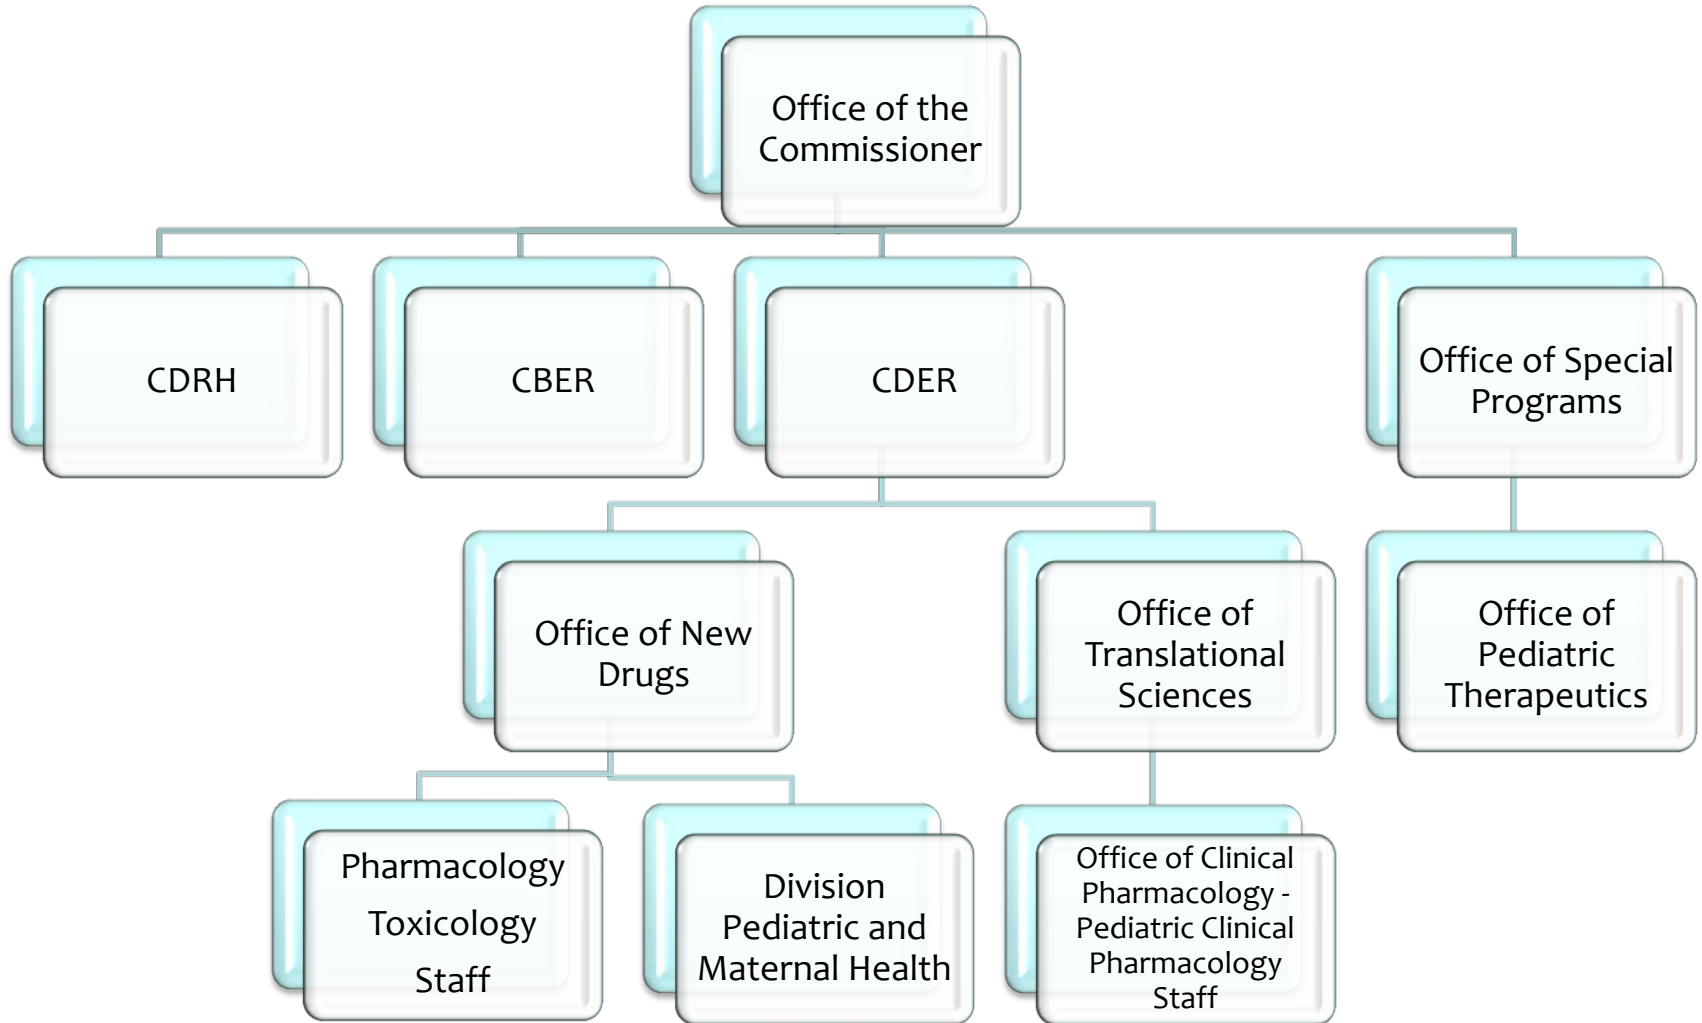 Office of the
Commissioner
CDRH
CBER
CDER
Office of Special
Programs
Office of New
Drugs
Office of
Translational
Sciences
Office of
Pediatric
Therapeutics
Pharmacology
Toxicology
Staff
Division
Pediatric and
Maternal Health
Office of Clinical
Pharmacology -
Pediatric Clinical
Pharmacology
Staff